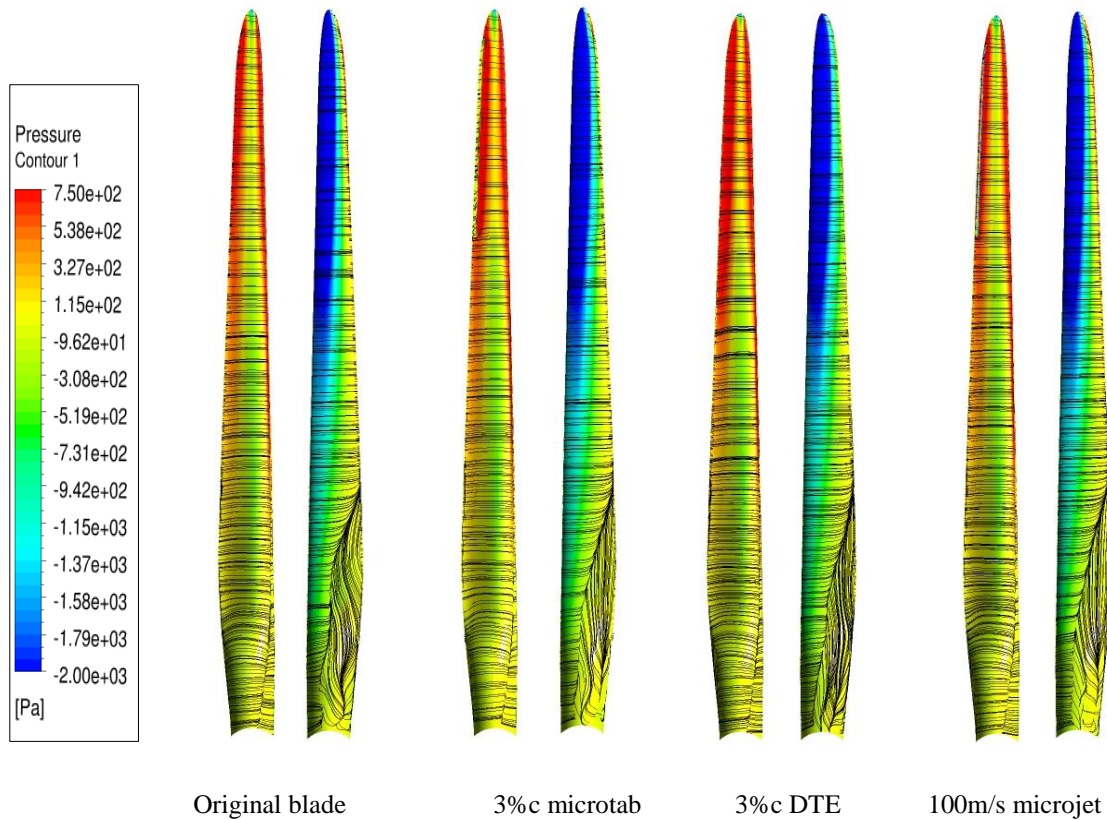 Pressure
Contour 1
7.50e+02
5.38e+02
3.27e+02
1.15e+02
-9.62e+01
-3.08e+02
-5.19e+02
-7.31e+02
-9.42e+02
-1.15e+03
-1.37e+03
-1.58e+03
-1.79e+03
-2.00e+03
[Pa]
Original blade 3%c microtab 3%c DTE 100m/s microjet